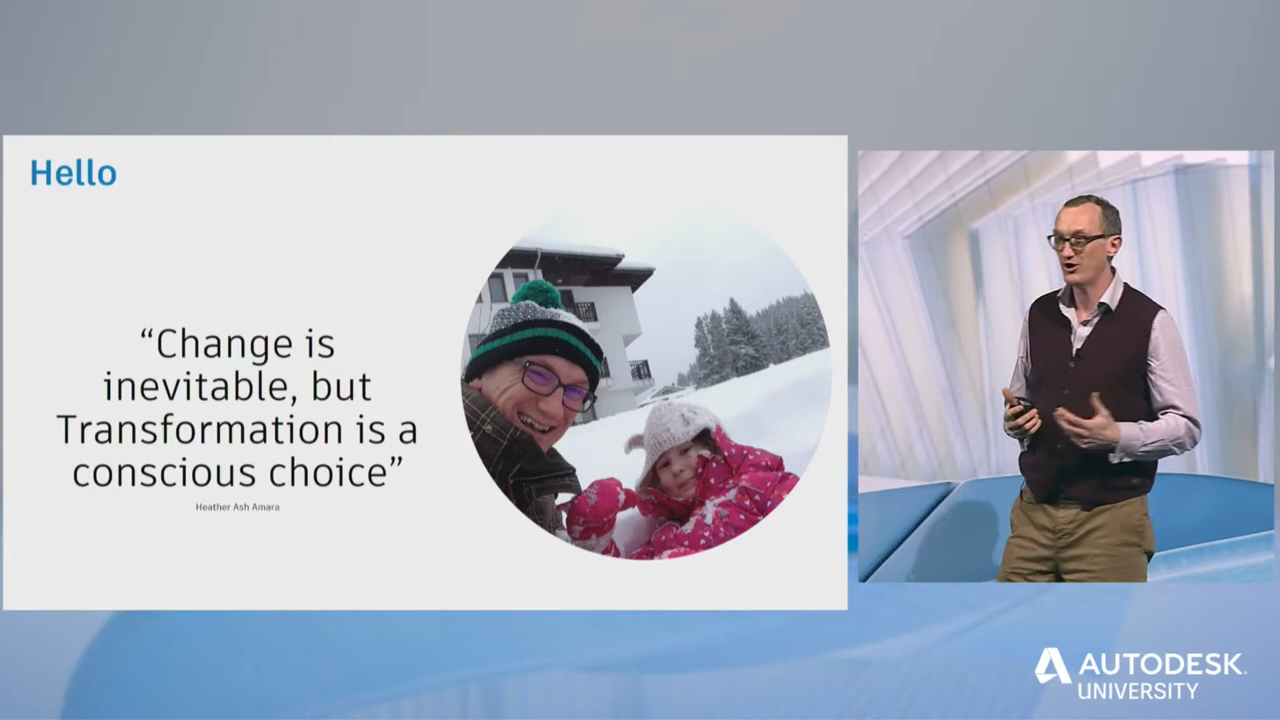 Hello
“Change is
inevitable, but
Transformation is a
conscious choice”
Heather Ash Amara
AUTODESK
UNIVERSITY